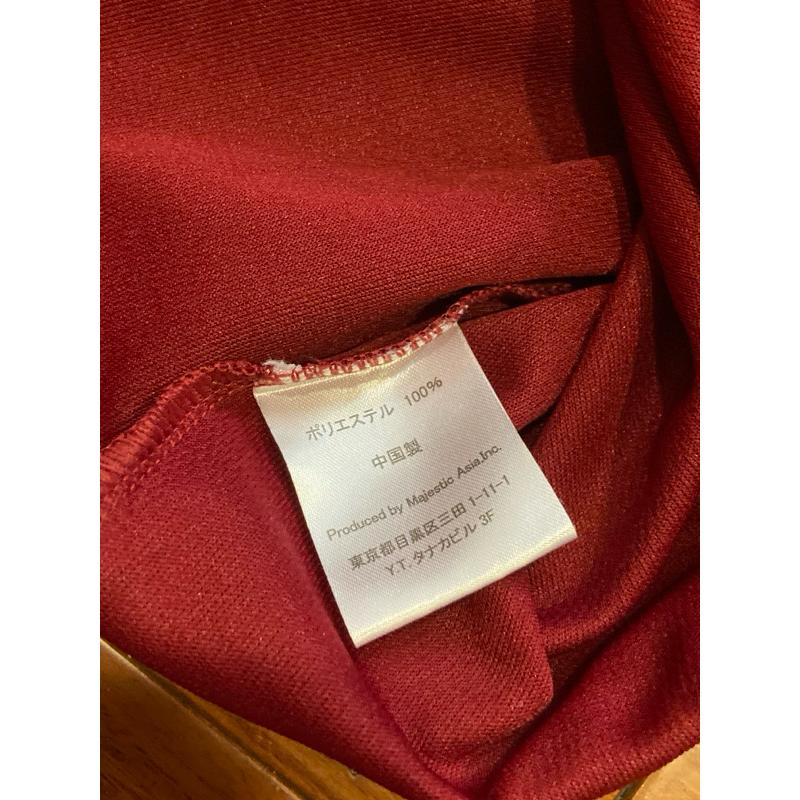 ポリエステル 100%
中国製
Produced by Majestic Asia.Inc.
東京都目黒区三田 1-11-1
Y.T. タナカビル 3F